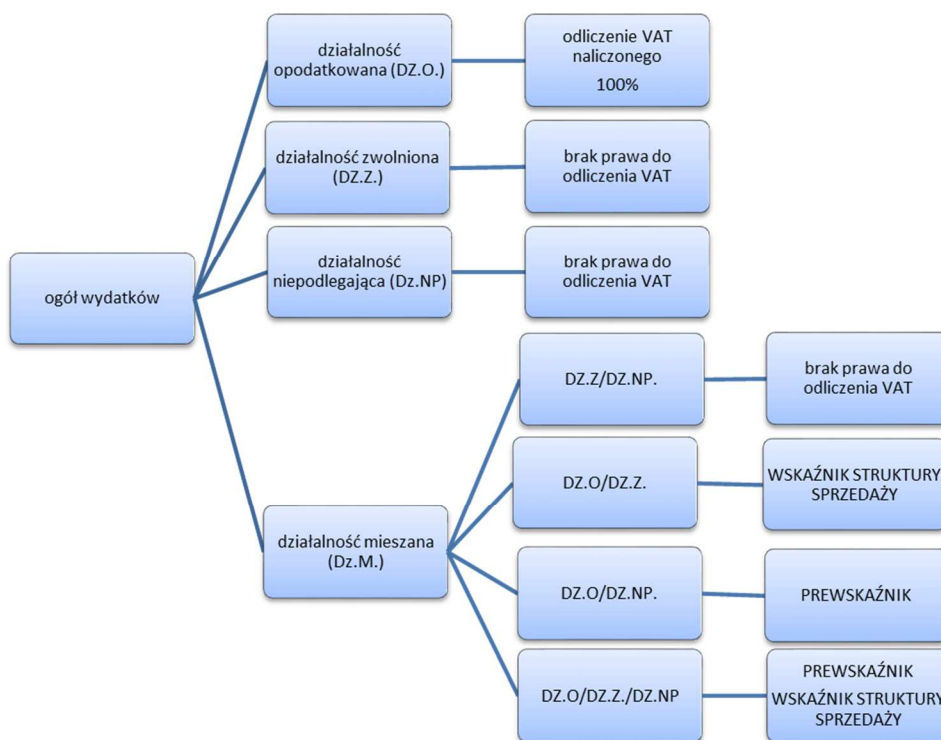 działalność
opodatkowana (DZ.O.)
odliczenie VAT
naliczonego
100%
działalność zwolniona
(DZ.Z.)
brak prawa do
odliczenia VAT
działalność
niepodlegająca (Dz.NP)
brak prawa do
odliczenia VAT
ogół wydatków
działalność mieszana
(Dz.M.)
DZ.Z/DZ.NP.
brak prawa do
odliczenia VAT
DZ.O/DZ.Z.
WSKAŹNIK STRUKTURY
SPRZEDAŻY
DZ.O/DZ.NP.
PREWSKAŹNIK
DZ.O/DZ.Z./DZ.NP
PREWSKAŹNIK
WSKAŹNIK STRUKTURY
SPRZEDAŻY